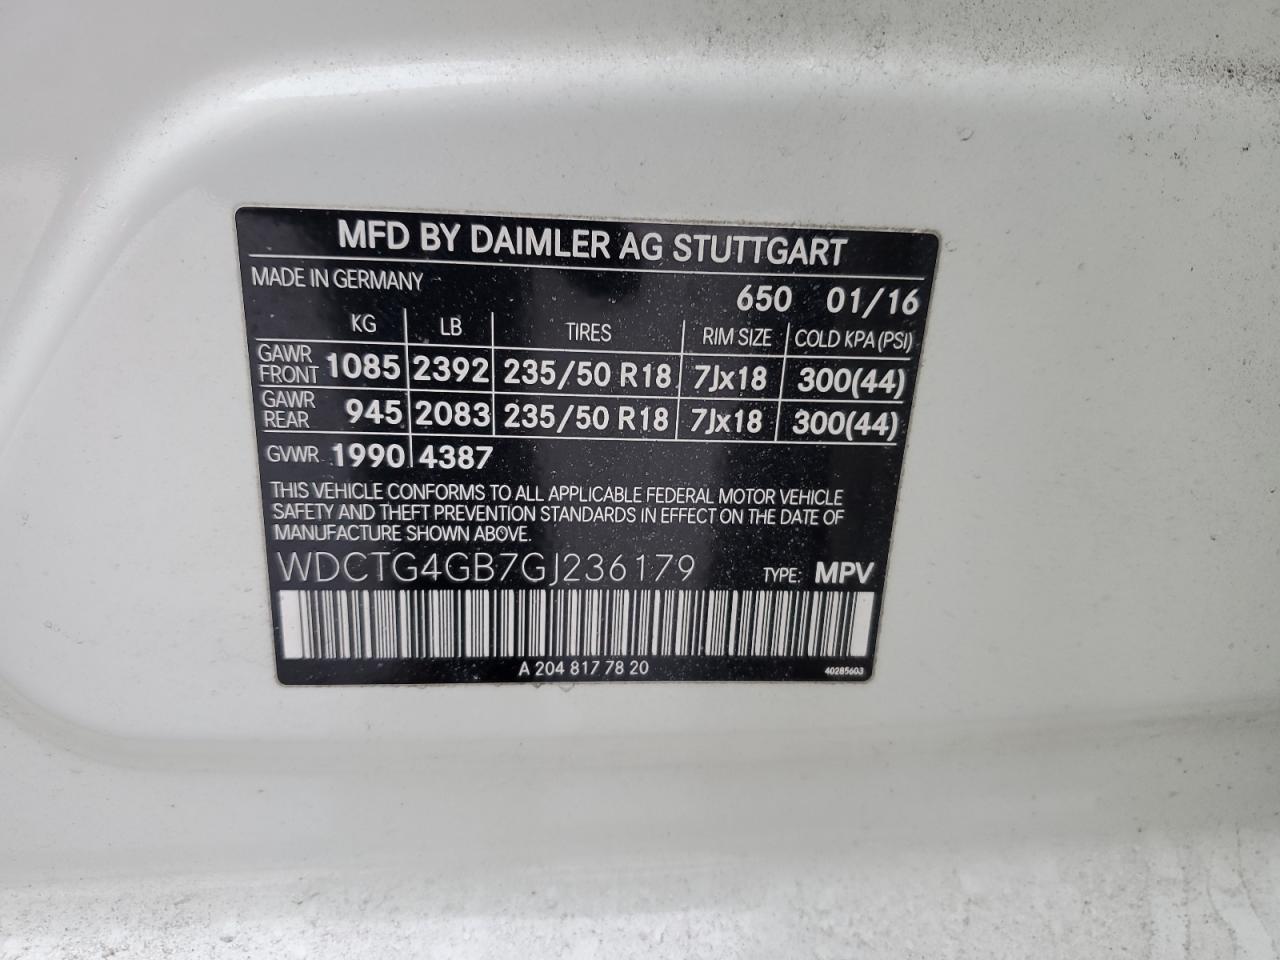 MFD BY DAIMLER AG STUTTGART
MADE IN GERMANY
650 01/16
KG LB TIRES RIM SIZE COLD KPA (PSI)
GAWR FRONT 1085 2392 235/50 R18 7Jx18 300(44)
GAWR REAR 945 2083 235/50 R18 7Jx18 300(44)
GVWR 1990 4387
THIS VEHICLE CONFORMS TO ALL APPLICABLE FEDERAL MOTOR VEHICLE
SAFETY AND THEFT PREVENTION STANDARDS IN EFFECT ON THE DATE OF
MANUFACTURE SHOWN ABOVE.
WDCTG4GB7GJ236179 TYPE: MPV
A 204 817 78 20 40285603